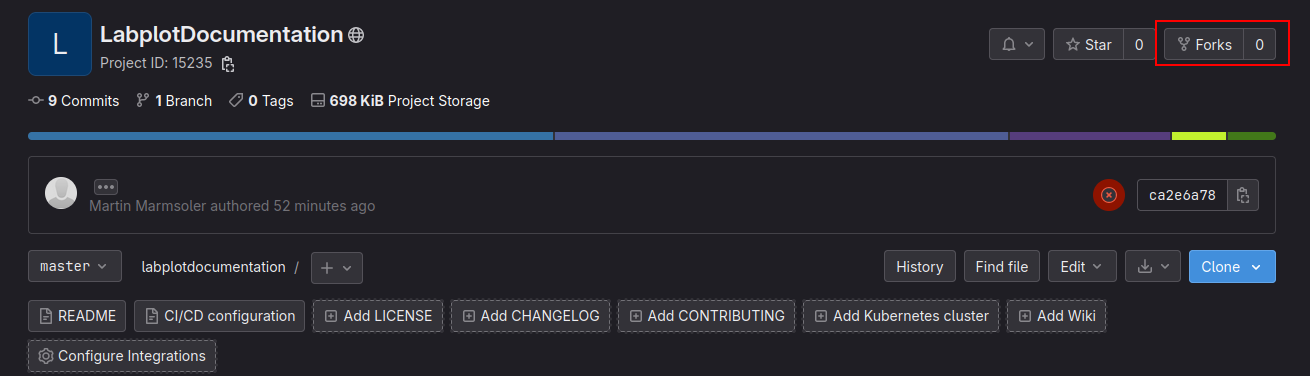 L
LabplotDocumentation
Project ID: 15235
Star 0 Forks 0
9 Commits 1 Branch 0 Tags 698 KiB Project Storage
Martin Marmsoler authored 52 minutes ago
ca2e6a78
master labplotdocumentation / History Find file Edit Clone
README CI/CD configuration Add LICENSE Add CHANGELOG Add CONTRIBUTING Add Kubernetes cluster Add Wiki
Configure Integrations